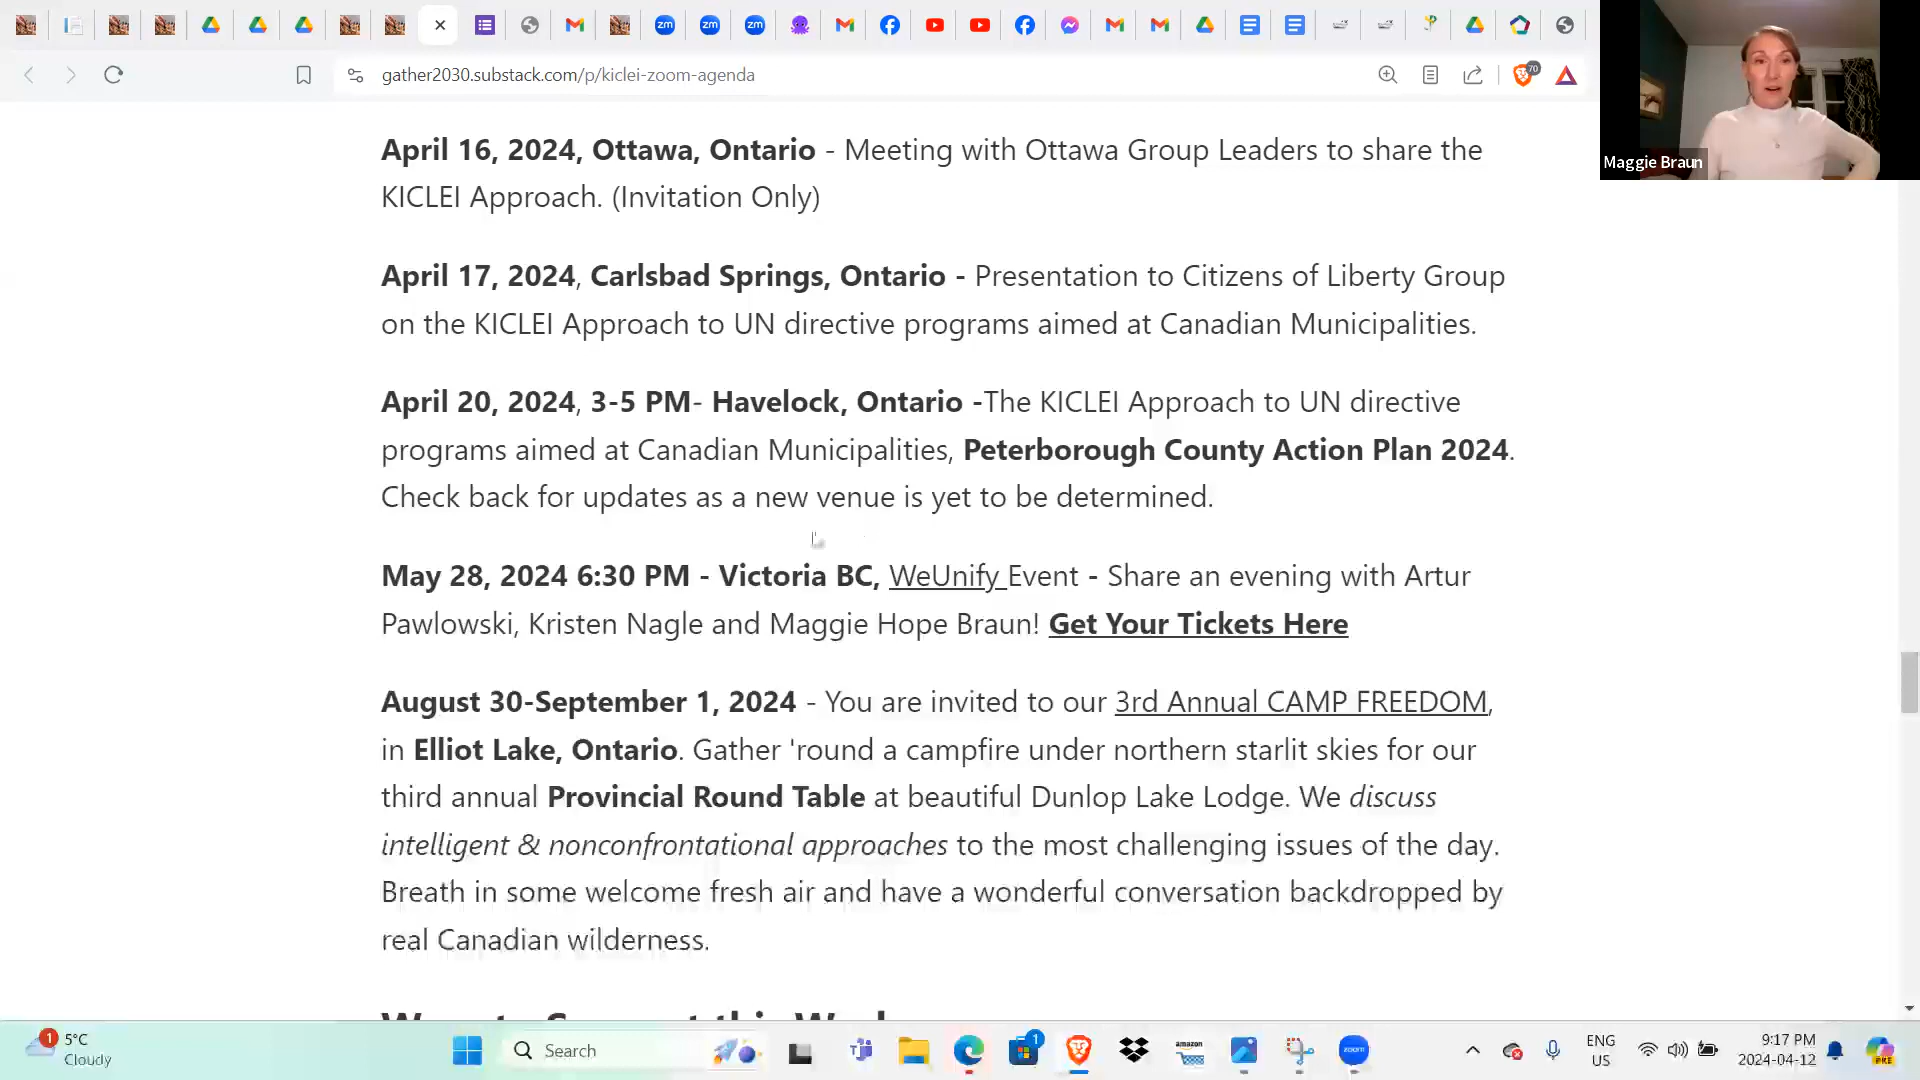 gather2030.substack.com/p/kiclei-zoom-agenda
70
Maggie Braun
April 16, 2024, Ottawa, Ontario - Meeting with Ottawa Group Leaders to share the
KICLEI Approach. (Invitation Only)
April 17, 2024, Carlsbad Springs, Ontario - Presentation to Citizens of Liberty Group
on the KICLEI Approach to UN directive programs aimed at Canadian Municipalities.
April 20, 2024, 3-5 PM- Havelock, Ontario -The KICLEI Approach to UN directive
programs aimed at Canadian Municipalities, Peterborough County Action Plan 2024.
Check back for updates as a new venue is yet to be determined.
May 28, 2024 6:30 PM - Victoria BC, WeUnify Event - Share an evening with Artur
Pawlowski, Kristen Nagle and Maggie Hope Braun! Get Your Tickets Here
August 30-September 1, 2024 - You are invited to our 3rd Annual CAMP FREEDOM,
in Elliot Lake, Ontario. Gather 'round a campfire under northern starlit skies for our
third annual Provincial Round Table at beautiful Dunlop Lake Lodge. We discuss
intelligent & nonconfrontational approaches to the most challenging issues of the day.
Breath in some welcome fresh air and have a wonderful conversation backdropped by
real Canadian wilderness.
1
5°C
Cloudy
Search
amazon
zoom
1
ENG
US
9:17 PM
2024-04-12